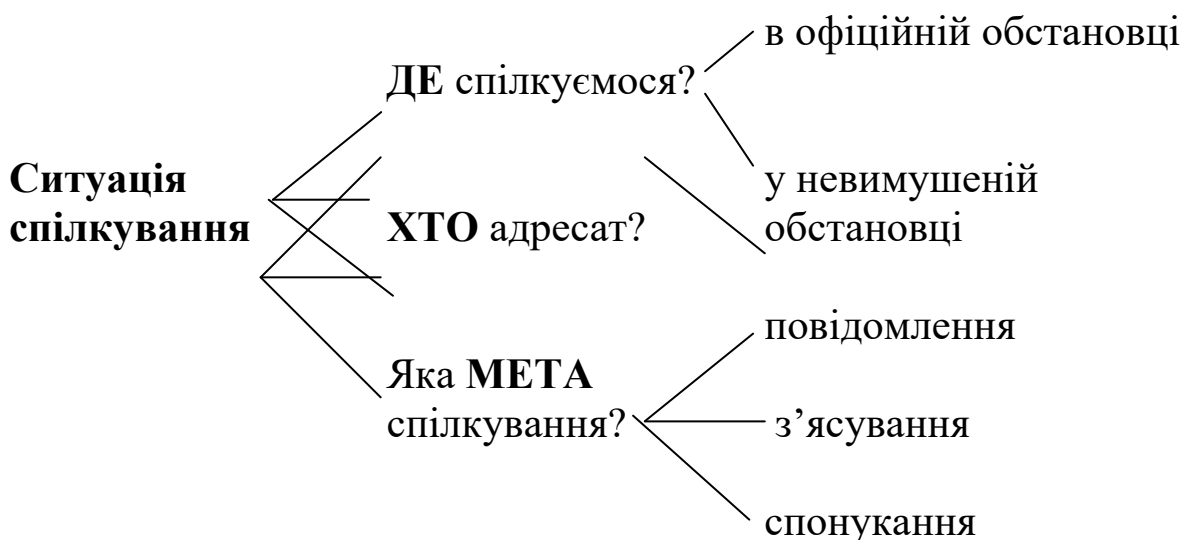 в офіційній обстановці
ДЕ спілкуємося?
Ситуація
спілкування
у невимушеній
обстановці
ХТО адресат?
повідомлення
Яка МЕТА
спілкування?
з’ясування
спонукання